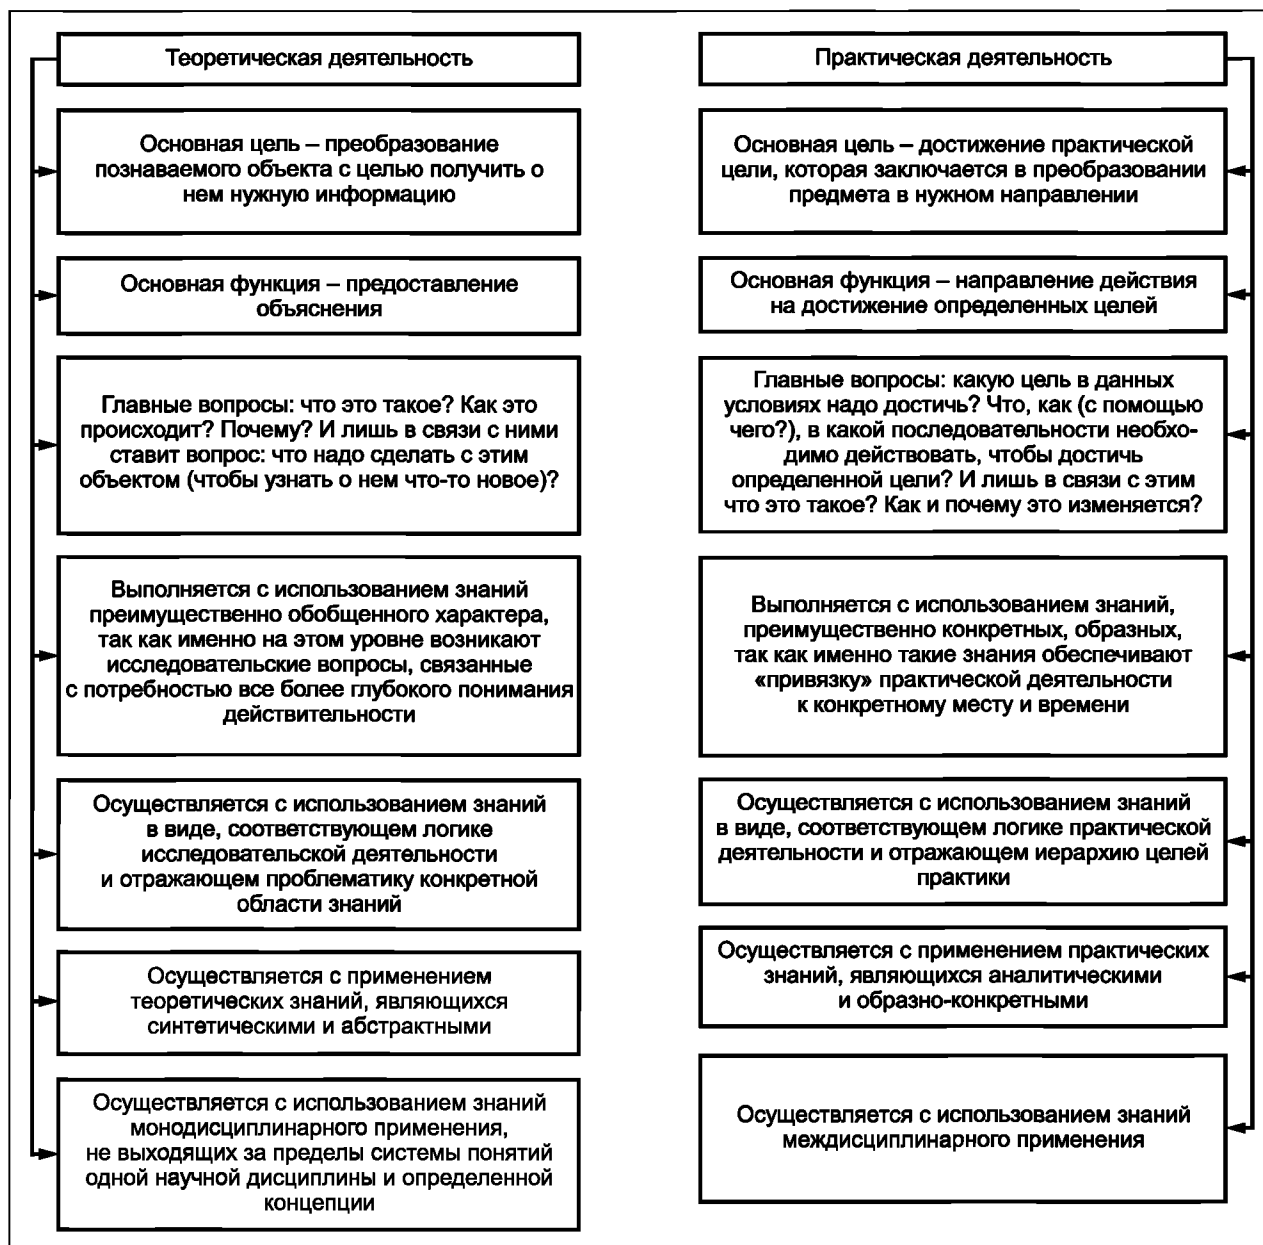 Теоретическая деятельность
Основная цель – преобразование
познаваемого объекта с целью получить о
нем нужную информацию
Основная функция – предоставление
объяснения
Главные вопросы: что это такое? Как это
происходит? Почему? И лишь в связи с ними
ставит вопрос: что надо сделать с этим
объектом (чтобы узнать о нем что-то новое)?
Выполняется с использованием знаний
преимущественно обобщенного характера,
так как именно на этом уровне возникают
исследовательские вопросы, связанные
с потребностью все более глубокого понимания
действительности
Осуществляется с использованием знаний
в виде, соответствующем логике
исследовательской деятельности
и отражающем проблематику конкретной
области знаний
Осуществляется с применением
теоретических знаний, являющихся
синтетическими и абстрактными
Осуществляется с использованием знаний
монодисциплинарного применения,
не выходящих за пределы системы понятий
одной научной дисциплины и определенной
концепции
Практическая деятельность
Основная цель – достижение практической
цели, которая заключается в преобразовании
предмета в нужном направлении
Основная функция – направление действия
на достижение определенных целей
Главные вопросы: какую цель в данных
условиях надо достичь? Что, как (с помощью
чего?), в какой последовательности необхо-
димо действовать, чтобы достичь
определенной цели? И лишь в связи с этим
что это такое? Как и почему это изменяется?
Выполняется с использованием знаний,
преимущественно конкретных, образных,
так как именно такие знания обеспечивают
«привязку» практической деятельности
к конкретному месту и времени
Осуществляется с использованием знаний
в виде, соответствующем логике практической
деятельности и отражающем иерархию целей
практики
Осуществляется с применением практических
знаний, являющихся аналитическими
и образно-конкретными
Осуществляется с использованием знаний
междисциплинарного применения